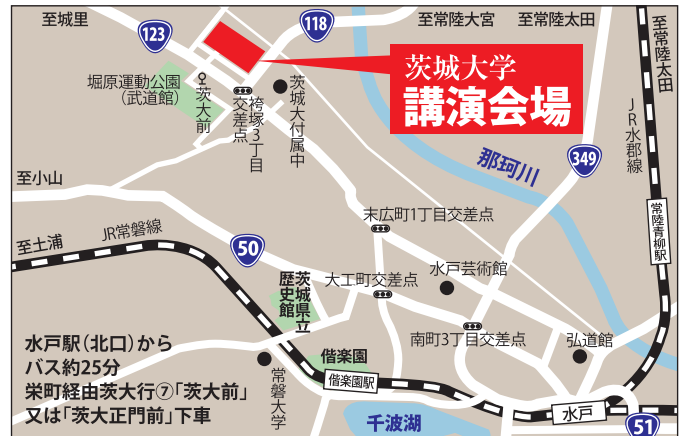 至城里
123
118
至常陸大宮
至常陸太田
至常陸太田
茨城大学
講演会場
堀原運動公園
（武道館）
茨大前
袴塚3丁目
交差点
茨城大付属中
JR水郡線
那珂川
349
至小山
末広町1丁目交差点
常陸青柳駅
JR常磐線
至土浦
50
水戸芸術館
大工町交差点
茨城県立
歴史館
南町3丁目交差点
弘道館
水戸駅（北口）から
バス約25分
栄町経由茨大行⑦「茨大前」
又は「茨大正門前」下車
偕楽園
偕楽園駅
常磐大学
千波湖
水戸
51